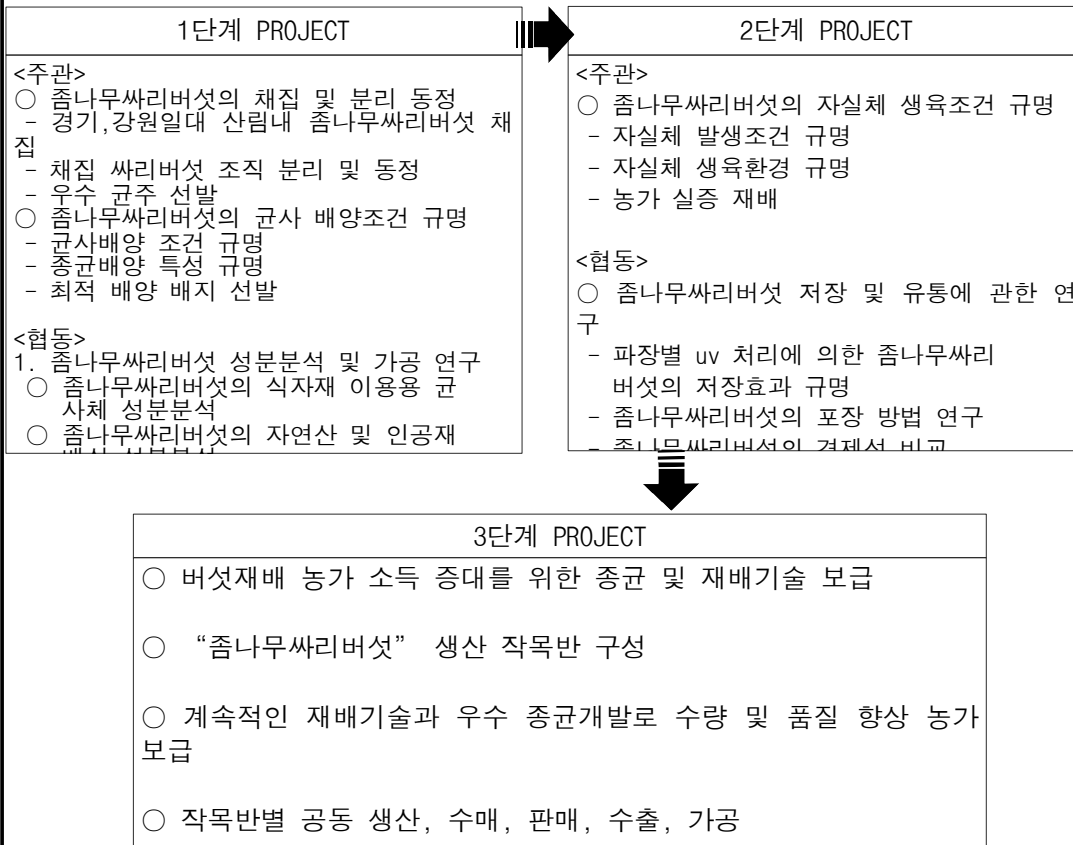 1단계 PROJECT
<주관>
○ 좀나무싸리버섯의 채집 및 분리 동정
- 경기,강원일대 산림내 좀나무싸리버섯 채
집
- 채집 싸리버섯 조직 분리 및 동정
- 우수 균주 선발
○ 좀나무싸리버섯의 균사 배양조건 규명
- 균사배양 조건 규명
- 종균배양 특성 규명
- 최적 배양 배지 선발
<협동>
1. 좀나무싸리버섯 성분분석 및 가공 연구
○ 좀나무싸리버섯의 식자재 이용용 균
사체 성분분석
○ 좀나무싸리버섯의 자연산 및 인공재
2단계 PROJECT
<주관>
○ 좀나무싸리버섯의 자실체 생육조건 규명
- 자실체 발생조건 규명
- 자실체 생육환경 규명
- 농가 실증 재배
<협동>
○ 좀나무싸리버섯 저장 및 유통에 관한 연
구
- 파장별 uv 처리에 의한 좀나무싸리
버섯의 저장효과 규명
- 좀나무싸리버섯의 포장 방법 연구
- 좀나무싸리버섯의 경제성 비교
3단계 PROJECT
○ 버섯재배 농가 소득 증대를 위한 종균 및 재배기술 보급
○ “좀나무싸리버섯” 생산 작목반 구성
○ 계속적인 재배기술과 우수 종균개발로 수량 및 품질 향상 농가
보급
○ 작목반별 공동 생산, 수매, 판매, 수출, 가공